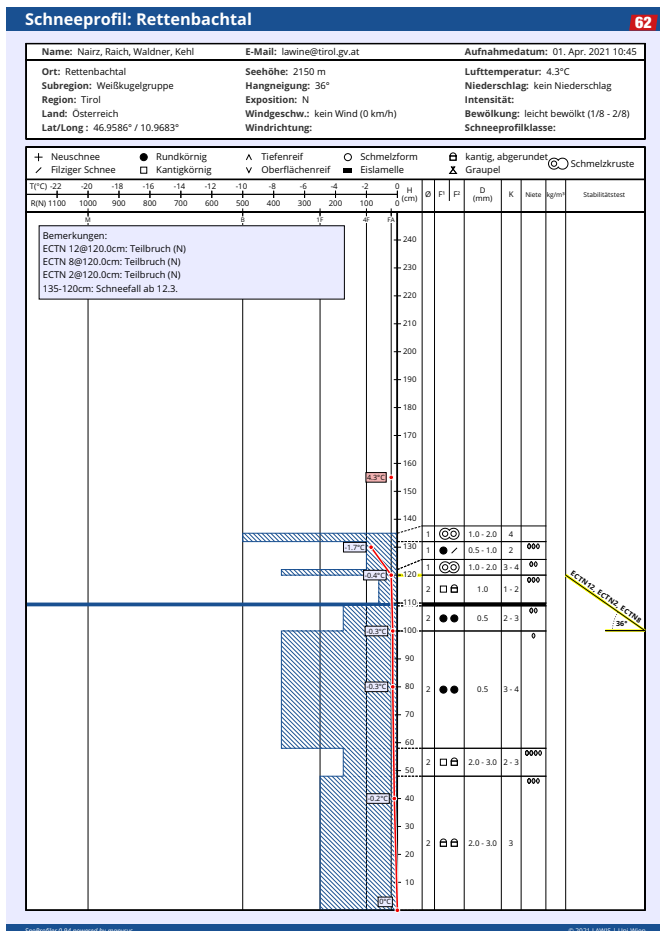 Schneeprofil: Rettenbachtal
62
Name: Nairz, Raich, Waldner, Kehl E-Mail: lawine@tirol.gv.at Aufnahmedatum: 01. Apr. 2021 10:45
Ort: Rettenbachtal Seehöhe: 2150 m Lufttemperatur: 4.3°C
Subregion: Weißkugelgruppe Hangneigung: 36° Niederschlag: kein Niederschlag
Region: Tirol Exposition: N Intensität:
Land: Österreich Windgeschw.: kein Wind (0 km/h) Bewölkung: leicht bewölkt (1/8 - 2/8)
Lat/Long : 46.9586° / 10.9683° Windrichtung: Schneeprofilklasse:
Neuschnee Rundkörnig Tiefenreif Schmelzform kantig, abgerundet Schmelzkruste
Filziger Schnee Kantigkörnig Oberflächenreif Eislamelle Graupel
T(°C) -22 -20 -18 -16 -14 -12 -10 -8 -6 -4 -2 0 H (cm) Ø F¹ F² D (mm) K Niete kg/m³ Stabilitätstest
R(N) 1100 1000 900 800 700 600 500 400 300 200 100 0
M B 1F 4F FA
Bemerkungen:
ECTN 12@120.0cm: Teilbruch (N)
ECTN 8@120.0cm: Teilbruch (N)
ECTN 2@120.0cm: Teilbruch (N)
135-120cm: Schneefall ab 12.3.
240
230
220
210
200
190
180
170
160
4.3°C
150
140
1 1.0 - 2.0 4
-1.7°C 130 1 0.5 - 1.0 2
1 1.0 - 2.0 3 - 4
-0.4°C 120
2 1.0 1 - 2
ECTN12, ECTN2, ECTN8
36°
110
2 0.5 2 - 3
-0.3°C 100
90
-0.3°C 80 2 0.5 3 - 4
70
60
50 2 2.0 - 3.0 2 - 3
-0.2°C 40
30
2 2.0 - 3.0 3
20
10
0°C
SnoProfiler 0.94 powered by manurys © 2021 LAWIS | Uni Wien